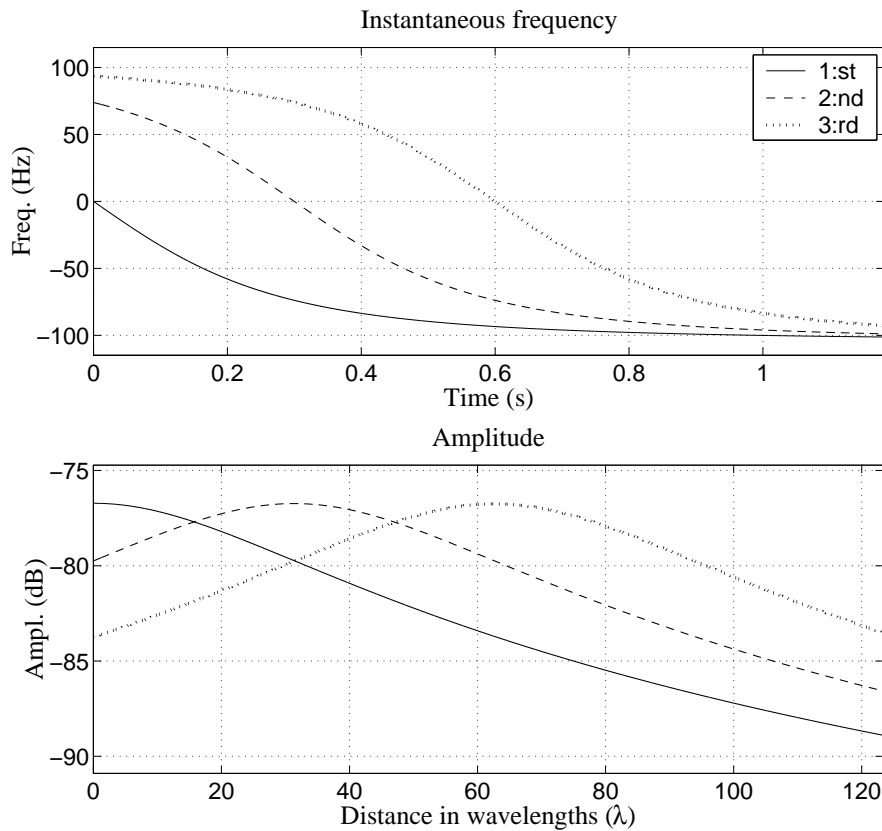 Instantaneous frequency
100
50
0
−50
−100
Freq. (Hz)
1:st
2:nd
3:rd
0
0.2
0.4
0.6
0.8
1
Time (s)
Amplitude
−75
−80
−85
−90
Ampl. (dB)
0
20
40
60
80
100
120
Distance in wavelengths (λ)